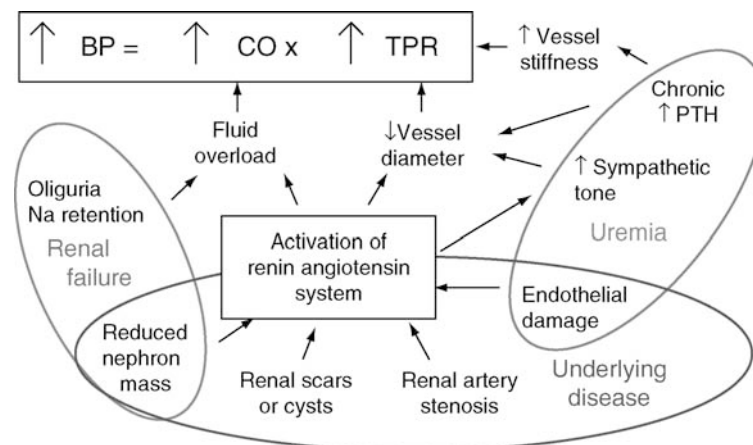 ↑ BP = ↑ CO x ↑ TPR
↑ Vessel
stiffness
Chronic
↑ PTH
Fluid
overload
↓Vessel
diameter
↑ Sympathetic
tone
Oliguria
Na retention
Renal
failure
Uremia
Activation of
renin angiotensin
system
Endothelial
damage
Reduced
nephron
mass
Renal scars
or cysts
Renal artery
stenosis
Underlying
disease